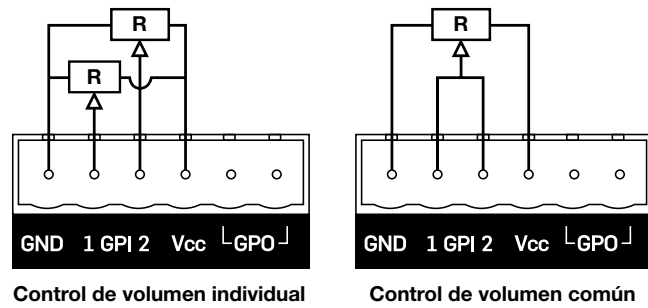 R
R
GND 1 GPI 2 Vcc GPO
Control de volumen individual
R
GND 1 GPI 2 Vcc GPO
Control de volumen común